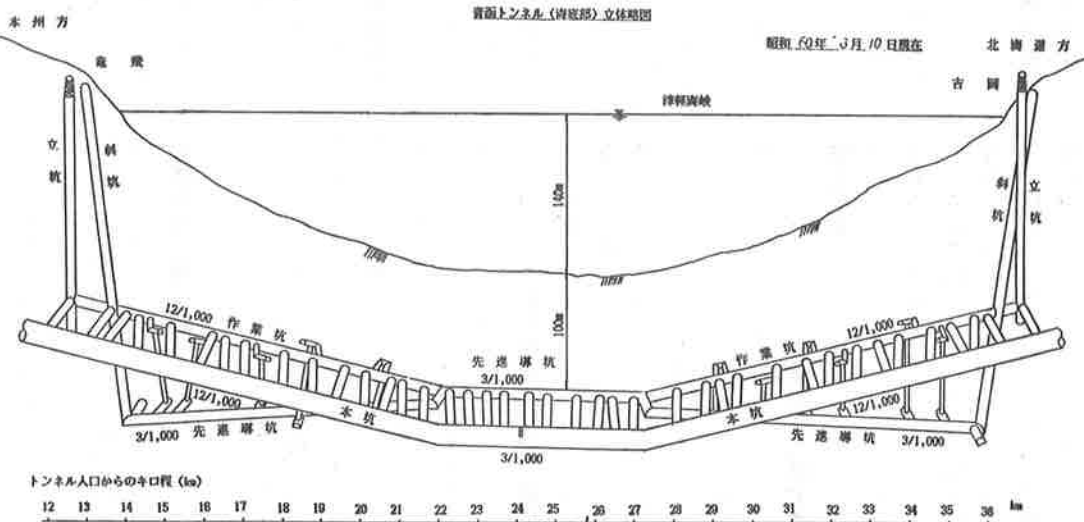 青函トンネル（海底部）立体略図
昭和 60年 3月 10日現在
本州方
北海道方
竜飛
吉岡
津軽海峡
立坑
斜坑
斜坑
立坑
140m
100m
12/1,000 作業坑
先進導坑
3/1,000
作業坑
12/1,000
12/1,000
本坑
本坑
12/1,000
3/1,000 先進導坑
3/1,000
先進導坑 3/1,000
トンネル入口からのキロ程（km）
12 13 14 15 16 17 18 19 20 21 22 23 24 25 26 27 28 29 30 31 32 33 34 35 36 km